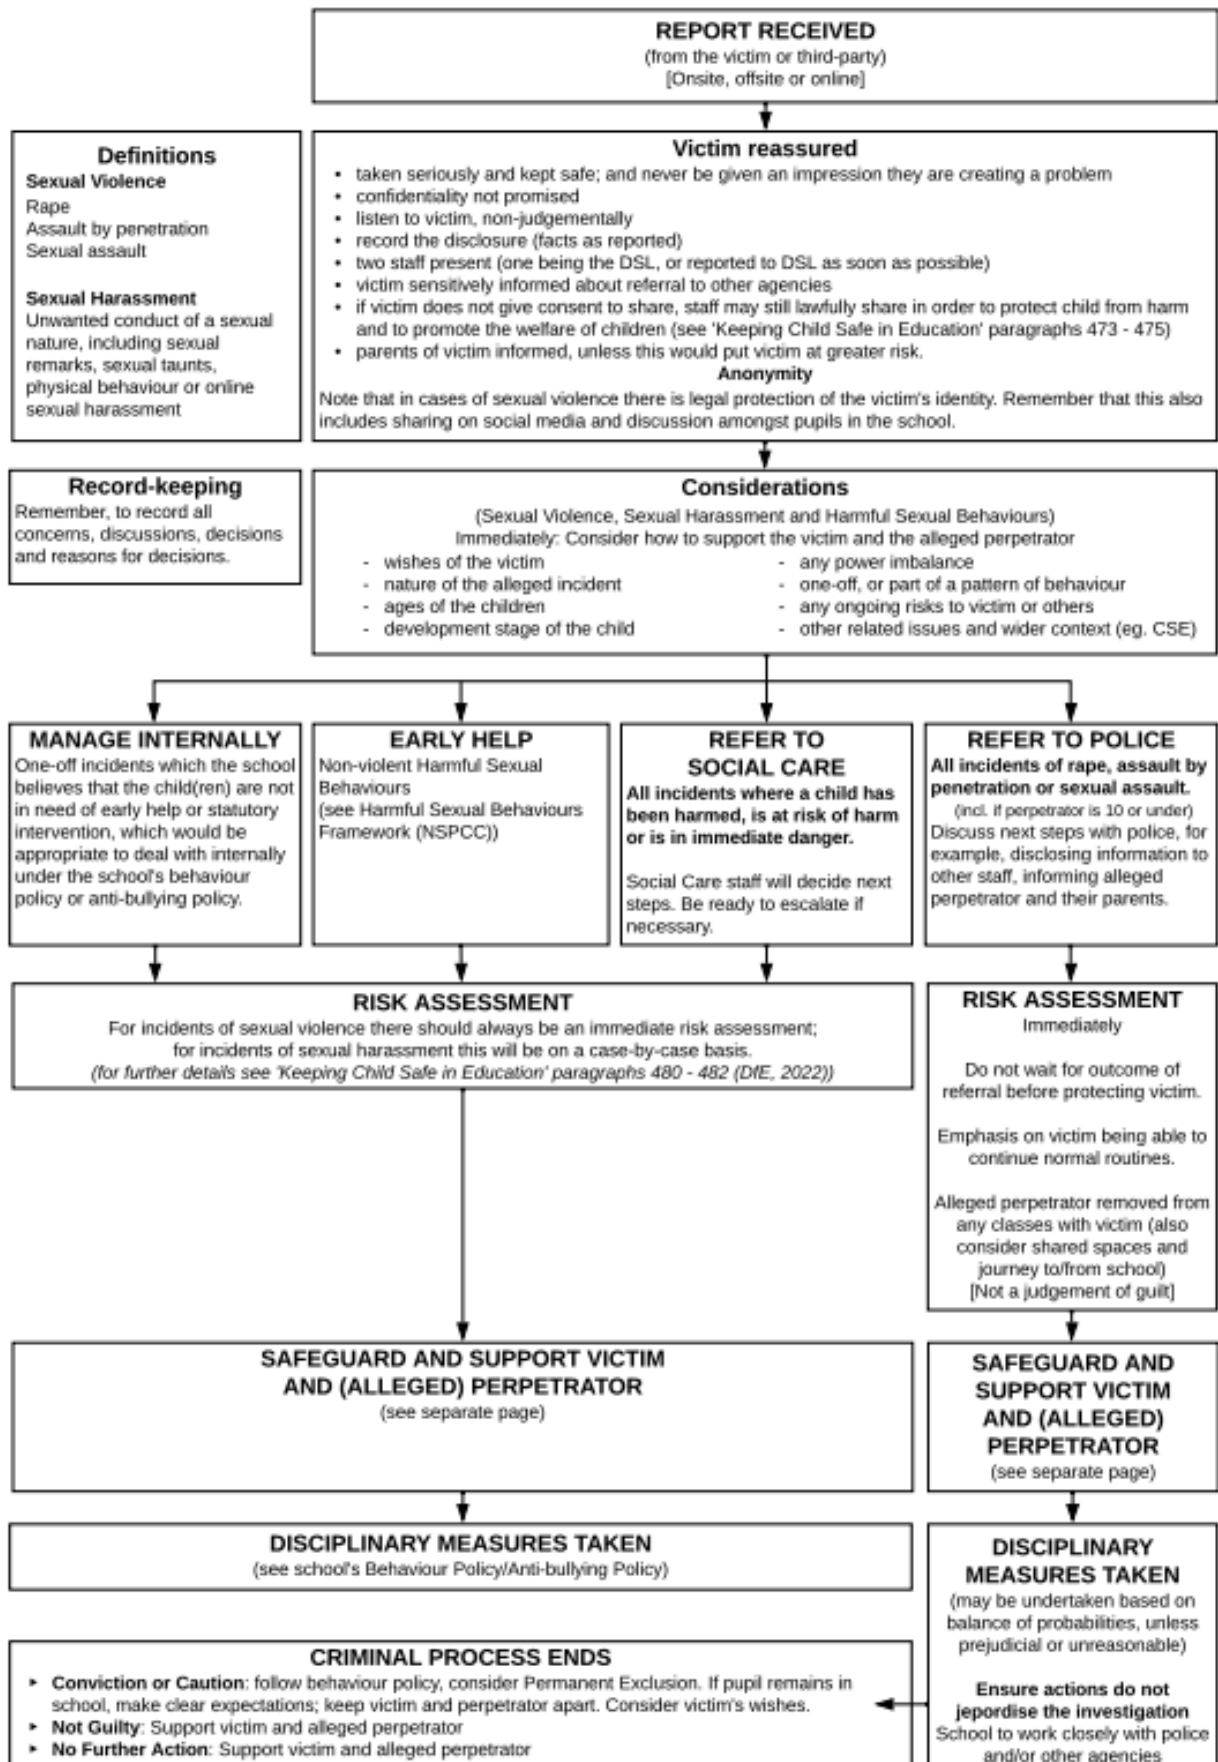 REPORT RECEIVED
(from the victim or third-party)
[Onsite, offsite or online]
Definitions
Sexual Violence
Rape
Assault by penetration
Sexual assault
Sexual Harassment
Unwanted conduct of a sexual
nature, including sexual
remarks, sexual taunts,
physical behaviour or online
sexual harassment
Victim reassured
• taken seriously and kept safe; and never be given an impression they are creating a problem
• confidentiality not promised
• listen to victim, non-judgementally
• record the disclosure (facts as reported)
• two staff present (one being the DSL, or reported to DSL as soon as possible)
• victim sensitively informed about referral to other agencies
• if victim does not give consent to share, staff may still lawfully share in order to protect child from harm
and to promote the welfare of children (see 'Keeping Child Safe in Education' paragraphs 473 - 475)
• parents of victim informed, unless this would put victim at greater risk.
Anonymity
Note that in cases of sexual violence there is legal protection of the victim's identity. Remember that this also
includes sharing on social media and discussion amongst pupils in the school.
Record-keeping
Remember, to record all
concerns, discussions, decisions
and reasons for decisions.
Considerations
(Sexual Violence, Sexual Harassment and Harmful Sexual Behaviours)
Immediately: Consider how to support the victim and the alleged perpetrator
- wishes of the victim
- nature of the alleged incident
- ages of the children
- development stage of the child
- any power imbalance
- one-off, or part of a pattern of behaviour
- any ongoing risks to victim or others
- other related issues and wider context (eg. CSE)
MANAGE INTERNALLY
One-off incidents which the school
believes that the child(ren) are not
in need of early help or statutory
intervention, which would be
appropriate to deal with internally
under the school's behaviour
policy or anti-bullying policy.
EARLY HELP
Non-violent Harmful Sexual
Behaviours
(see Harmful Sexual Behaviours
Framework (NSPCC))
REFER TO
SOCIAL CARE
All incidents where a child has
been harmed, is at risk of harm
or is in immediate danger.
Social Care staff will decide next
steps. Be ready to escalate if
necessary.
REFER TO POLICE
All incidents of rape, assault by
penetration or sexual assault.
(incl. if perpetrator is 10 or under)
Discuss next steps with police, for
example, disclosing information to
other staff, informing alleged
perpetrator and their parents.
RISK ASSESSMENT
For incidents of sexual violence there should always be an immediate risk assessment;
for incidents of sexual harassment this will be on a case-by-case basis.
(for further details see 'Keeping Child Safe in Education' paragraphs 480 - 482 (DfE, 2022))
RISK ASSESSMENT
Immediately
Do not wait for outcome of
referral before protecting victim.
Emphasis on victim being able to
continue normal routines.
Alleged perpetrator removed from
any classes with victim (also
consider shared spaces and
journey to/from school)
[Not a judgement of guilt]
SAFEGUARD AND SUPPORT VICTIM
AND (ALLEGED) PERPETRATOR
(see separate page)
SAFEGUARD AND
SUPPORT VICTIM
AND (ALLEGED)
PERPETRATOR
(see separate page)
DISCIPLINARY MEASURES TAKEN
(see school's Behaviour Policy/Anti-bullying Policy)
DISCIPLINARY
MEASURES TAKEN
(may be undertaken based on
balance of probabilities, unless
prejudicial or unreasonable)
Ensure actions do not
jepordise the investigation
School to work closely with police
and/or other agencies
CRIMINAL PROCESS ENDS
▸ Conviction or Caution: follow behaviour policy, consider Permanent Exclusion. If pupil remains in
school, make clear expectations; keep victim and perpetrator apart. Consider victim's wishes.
▸ Not Guilty: Support victim and alleged perpetrator
▸ No Further Action: Support victim and alleged perpetrator